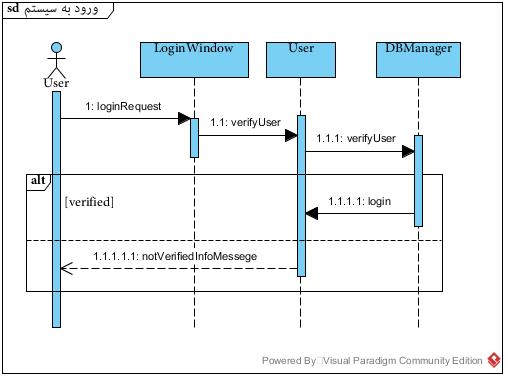 sd ورود به سیستم
LoginWindow
User
DBManager
User
1: loginRequest
1.1: verifyUser
1.1.1: verifyUser
alt
[verified]
1.1.1.1: login
1.1.1.1.1: notVerifiedInfoMessege
Powered By Visual Paradigm Community Edition